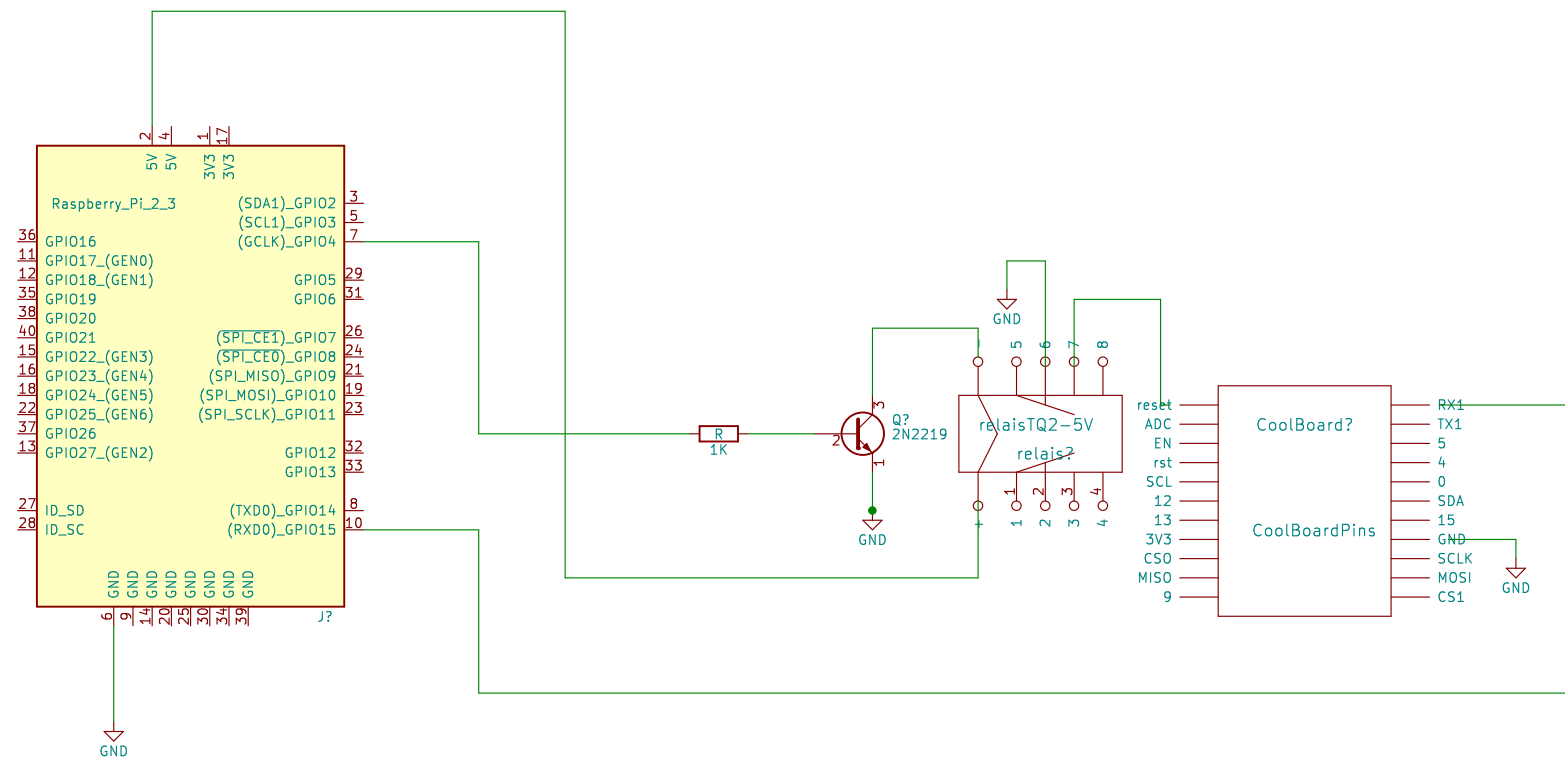 2
4
1
17
5V
5V
3V3
3V3
Raspberry_Pi_2_3
(SDA1)_GPIO2
3
(SCL1)_GPIO3
5
36
GPIO16
(GCLK)_GPIO4
7
11
GPIO17_(GEN0)
12
GPIO18_(GEN1)
GPIO5
29
35
GPIO19
GPIO6
31
38
GPIO20
40
GPIO21
(SPI_CE1)_GPIO7
26
15
GPIO22_(GEN3)
(SPI_CE0)_GPIO8
24
16
GPIO23_(GEN4)
(SPI_MISO)_GPIO9
21
18
GPIO24_(GEN5)
(SPI_MOSI)_GPIO10
19
22
GPIO25_(GEN6)
(SPI_SCLK)_GPIO11
23
37
GPIO26
13
GPIO27_(GEN2)
GPIO12
32
GPIO13
33
27
ID_SD
(TXD0)_GPIO14
8
28
ID_SC
(RXD0)_GPIO15
10
GND
GND
GND
GND
GND
GND
GND
GND
6
9
14
20
25
30
34
39
J?
GND
R
1K
2
3
1
Q?
2N2219
GND
GND
-
5
6
7
8
relaisTQ2-5V
relais?
1
2
3
4
+
1
2
3
4
reset
ADC
EN
rst
SCL
12
13
3V3
CSO
MISO
9
CoolBoard?
CoolBoardPins
RX1
TX1
5
4
0
SDA
15
GND
SCLK
MOSI
CS1
GND